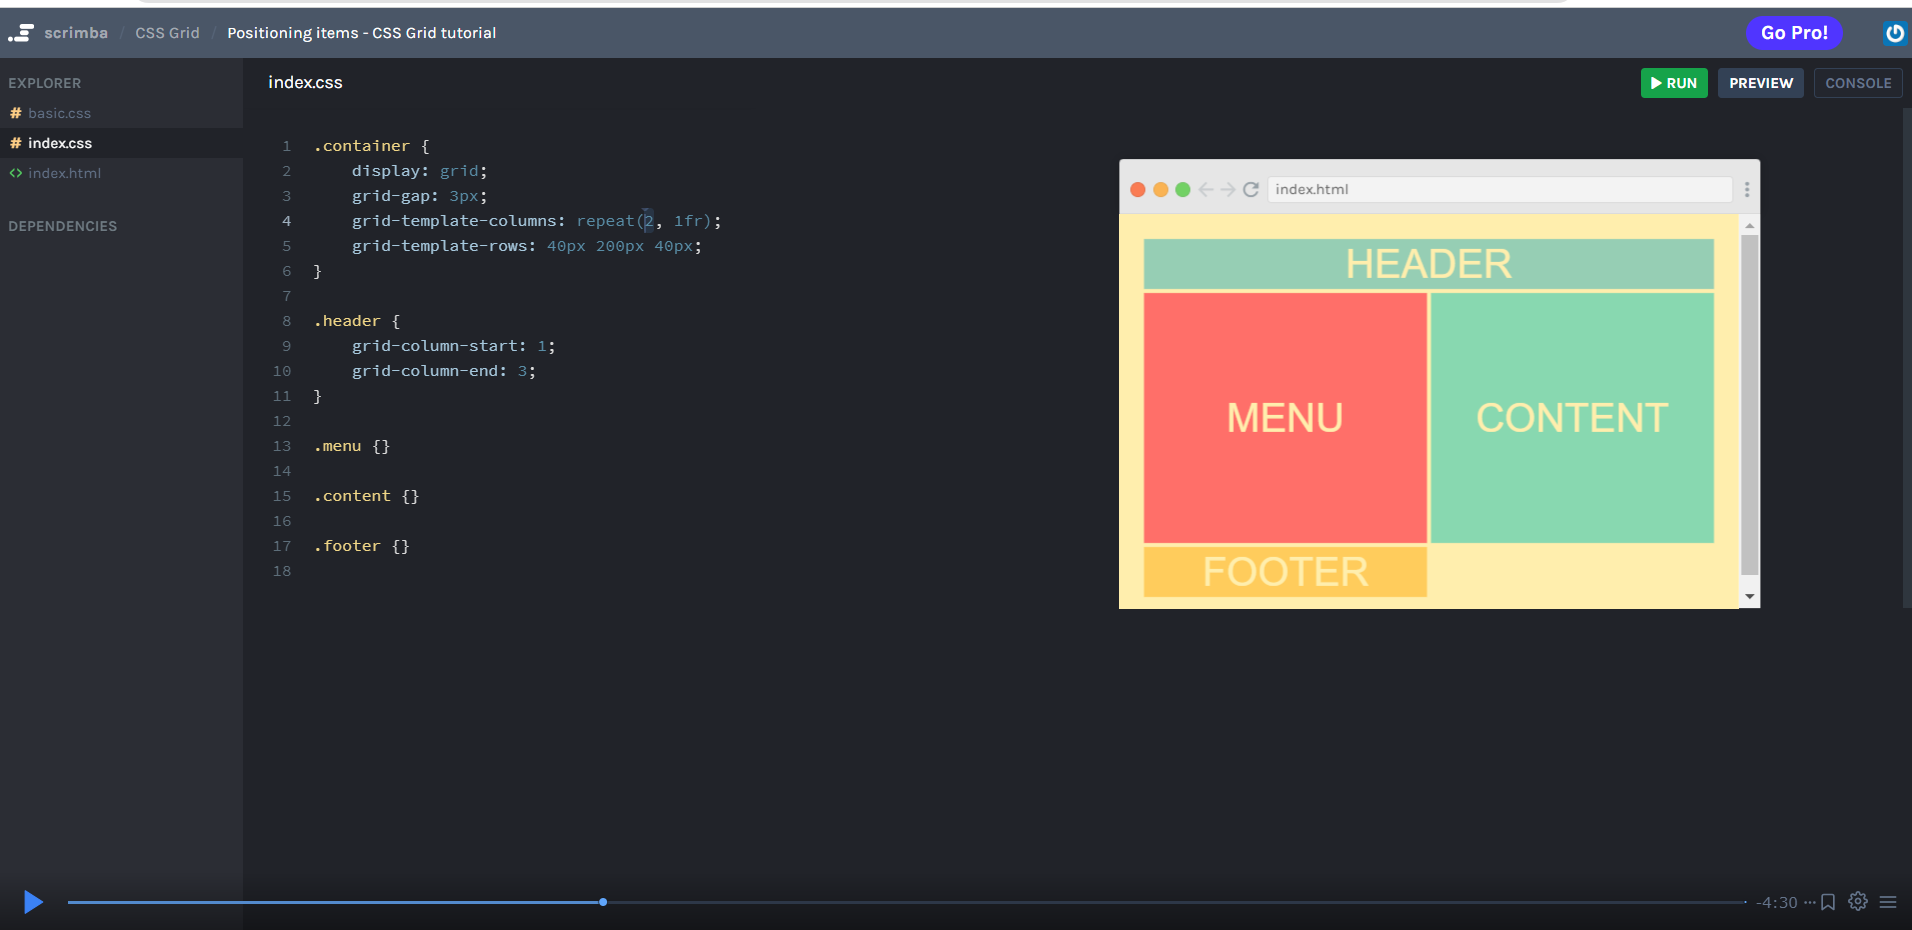 scrimba / CSS Grid / Positioning items - CSS Grid tutorial
Go Pro!
EXPLORER
# basic.css
# index.css
<> index.html
DEPENDENCIES
index.css
RUN
PREVIEW
CONSOLE
1 .container {
2 display: grid;
3 grid-gap: 3px;
4 grid-template-columns: repeat(2, 1fr);
5 grid-template-rows: 40px 200px 40px;
6 }
7
8 .header {
9 grid-column-start: 1;
10 grid-column-end: 3;
11 }
12
13 .menu {}
14
15 .content {}
16
17 .footer {}
18
index.html
HEADER
MENU
CONTENT
FOOTER
-4:30